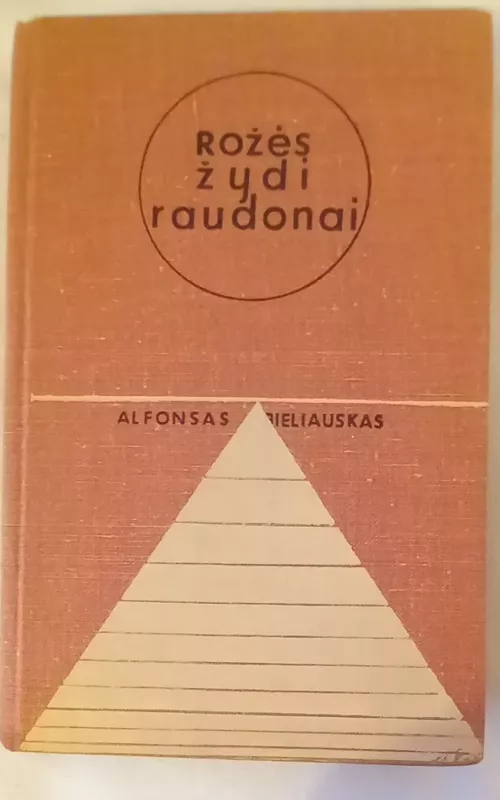 Rožės
žydi
raudonai
ALFONSAS BIELIAUSKAS